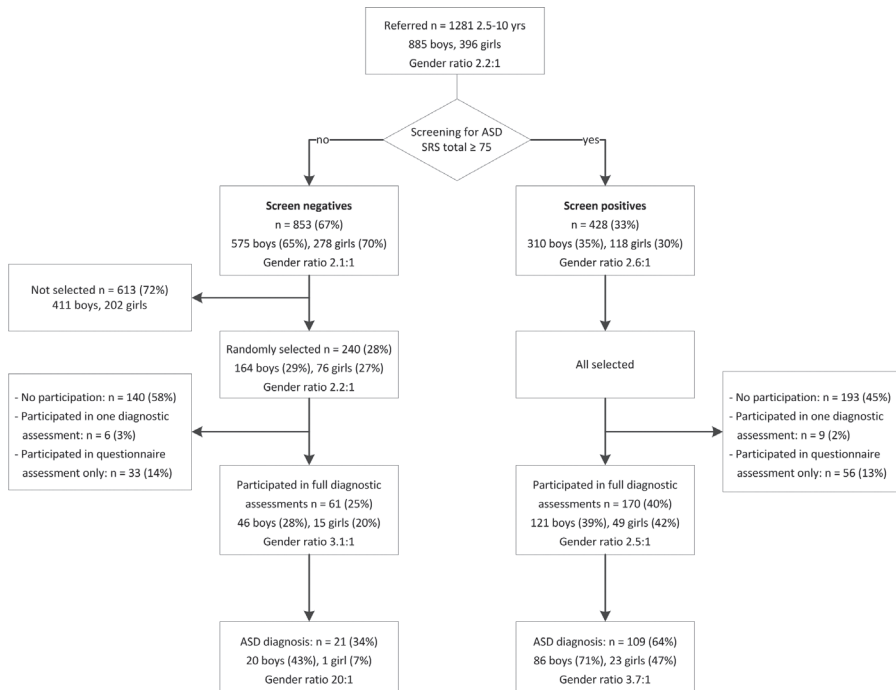 Referred n = 1281 2.5-10 yrs
885 boys, 396 girls
Gender ratio 2.2:1
Screening for ASD
SRS total ≥ 75
no
yes
Screen negatives
n = 853 (67%)
575 boys (65%), 278 girls (70%)
Gender ratio 2.1:1
Screen positives
n = 428 (33%)
310 boys (35%), 118 girls (30%)
Gender ratio 2.6:1
Not selected n = 613 (72%)
411 boys, 202 girls
Randomly selected n = 240 (28%)
164 boys (29%), 76 girls (27%)
Gender ratio 2.2:1
All selected
- No participation: n = 140 (58%)
- Participated in one diagnostic
assessment: n = 6 (3%)
- Participated in questionnaire
assessment only: n = 33 (14%)
- No participation: n = 193 (45%)
- Participated in one diagnostic
assessment: n = 9 (2%)
- Participated in questionnaire
assessment only: n = 56 (13%)
Participated in full diagnostic
assessments n = 61 (25%)
46 boys (28%), 15 girls (20%)
Gender ratio 3.1:1
Participated in full diagnostic
assessments n = 170 (40%)
121 boys (39%), 49 girls (42%)
Gender ratio 2.5:1
ASD diagnosis: n = 21 (34%)
20 boys (43%), 1 girl (7%)
Gender ratio 20:1
ASD diagnosis: n = 109 (64%)
86 boys (71%), 23 girls (47%)
Gender ratio 3.7:1